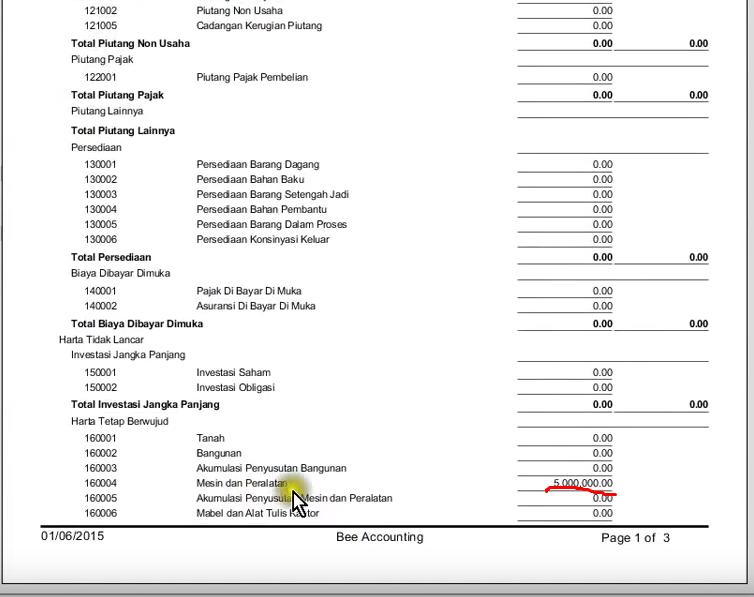 121002 Piutang Non Usaha 0.00
121005 Cadangan Kerugian Piutang 0.00
Total Piutang Non Usaha 0.00 0.00
Piutang Pajak
122001 Piutang Pajak Pembelian 0.00
Total Piutang Pajak 0.00 0.00
Piutang Lainnya
Total Piutang Lainnya
Persediaan
130001 Persediaan Barang Dagang 0.00
130002 Persediaan Bahan Baku 0.00
130003 Persediaan Barang Setengah Jadi 0.00
130004 Persediaan Bahan Pembantu 0.00
130005 Persediaan Barang Dalam Proses 0.00
130006 Persediaan Konsinyasi Keluar 0.00
Total Persediaan 0.00 0.00
Biaya Dibayar Dimuka
140001 Pajak Di Bayar Di Muka 0.00
140002 Asuransi Di Bayar Di Muka 0.00
Total Biaya Dibayar Dimuka 0.00 0.00
Harta Tidak Lancar
Investasi Jangka Panjang
150001 Investasi Saham 0.00
150002 Investasi Obligasi 0.00
Total Investasi Jangka Panjang 0.00 0.00
Harta Tetap Berwujud
160001 Tanah 0.00
160002 Bangunan 0.00
160003 Akumulasi Penyusutan Bangunan 0.00
160004 Mesin dan Peralatan 5,000,000.00
160005 Akumulasi Penyusutan Mesin dan Peralatan 0.00
160006 Mabel dan Alat Tulis Kantor 0.00
01/06/2015 Bee Accounting Page 1 of 3